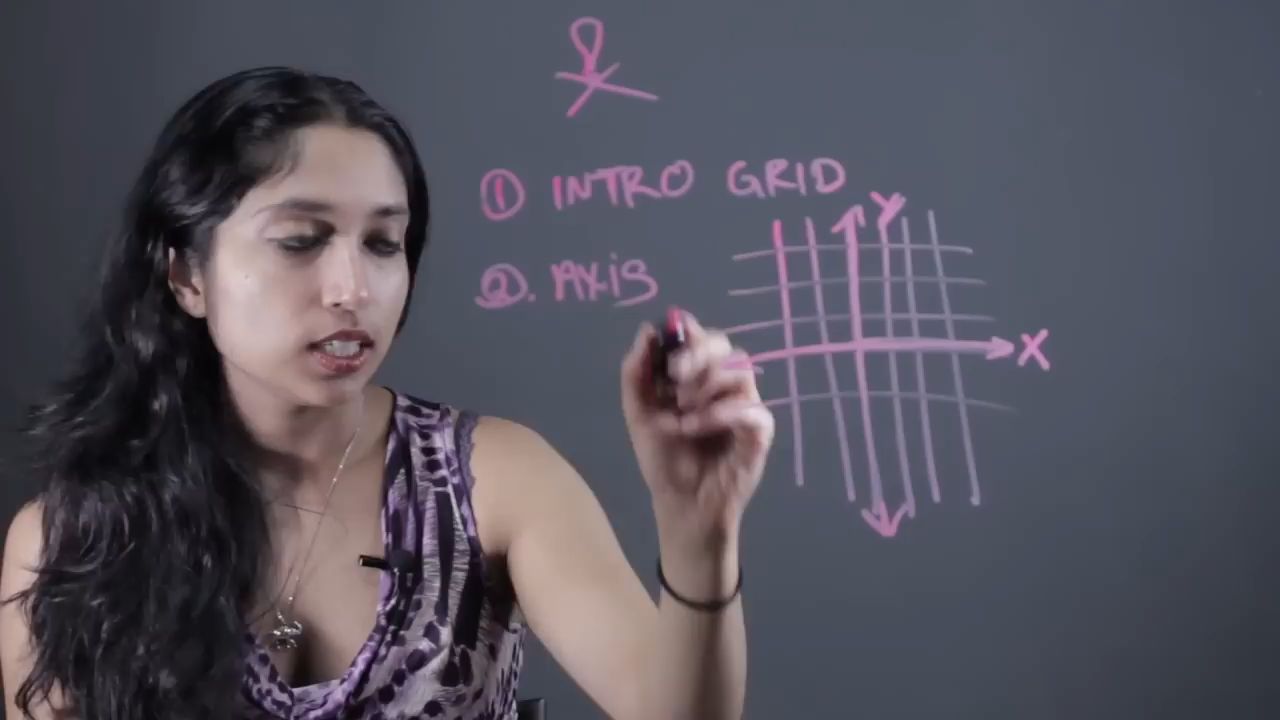 ① INTRO GRID
Y
②. AXIS
X